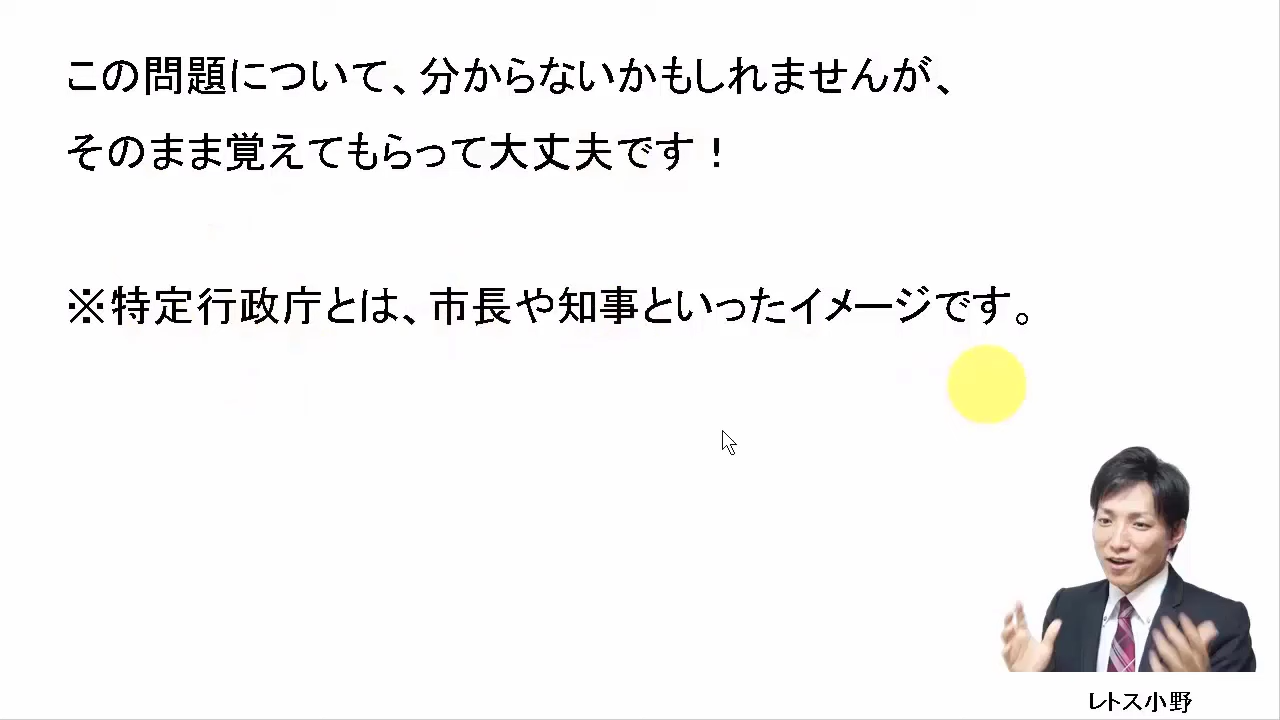 この問題について、分からないかもしれませんが、
そのまま覚えてもらって大丈夫です！
※特定行政庁とは、市長や知事といったイメージです。
レトス小野